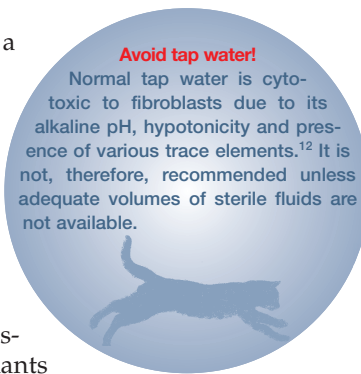 a
Avoid tap water!
Normal tap water is cyto-
toxic to fibroblasts due to its
alkaline pH, hypotonicity and pres-
ence of various trace elements.12 It is
not, therefore, recommended unless
adequate volumes of sterile fluids are
not available.
s-
lants